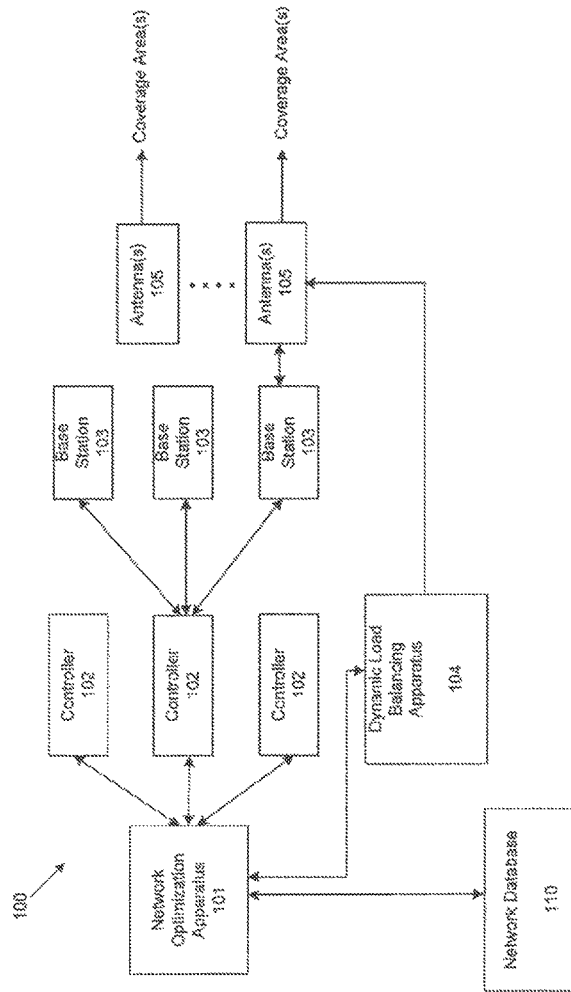 100
Network
Optimization
Apparatus
101
Controller
102
Controller
102
Controller
102
Base
Station
103
Base
Station
103
Base
Station
103
Antenna(s)
105
Antenna(s)
105
Coverage Area(s)
Coverage Area(s)
Dynamic Load
Balancing
Apparatus
104
Network Database
110